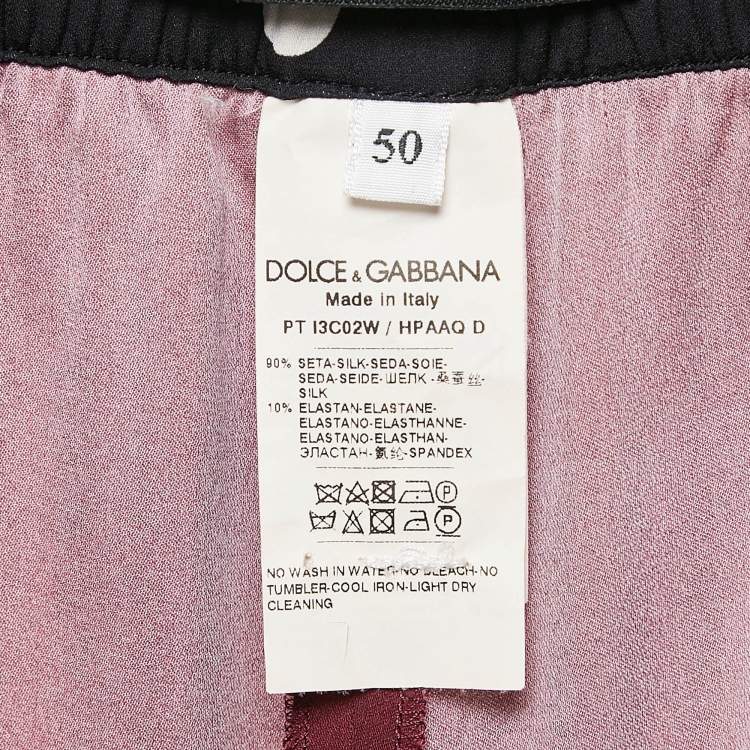 50
DOLCE & GABBANA
Made in Italy
PT I3C02W / HPAAQ D
90% SETA-SILK-SEDA-SOIE-
SEDA-SEIDE-ШЕЛК-桑蚕丝-
SILK
10% ELASTAN-ELASTANE-
ELASTANO-ELASTHANNE-
ELASTANO-ELASTHAN-
ЭЛАСТАН-氨纶-SPANDEX
P
P
NO WASH IN WATER-NO BLEACH-NO
TUMBLER-COOL IRON-LIGHT DRY
CLEANING